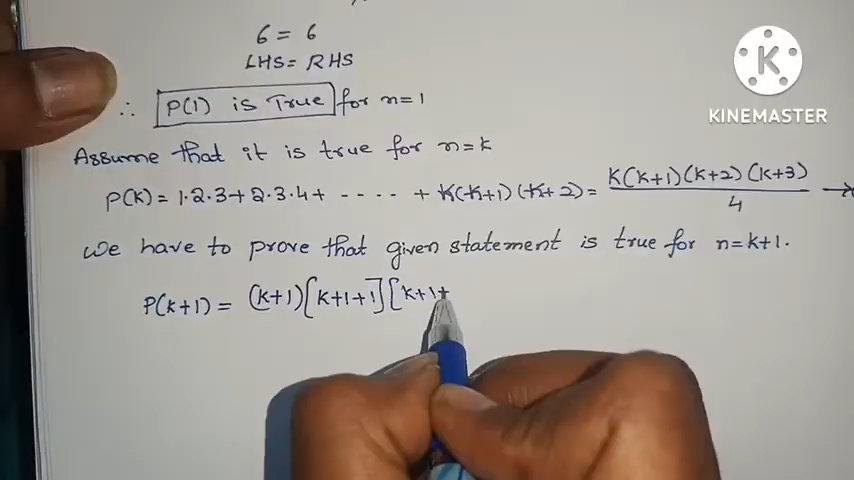 6 = 6
LHS = RHS
∴ P(1) is True for n=1
Assume that it is true for n=k
P(k) = 1·2·3+2·3·4+ ..... + k(k+1)(k+2) = k(k+1)(k+2)(k+3)/4 →
we have to prove that given statement is true for n=k+1.
P(k+1) = (k+1)[k+1+1][k+1+
K
KINEMASTER